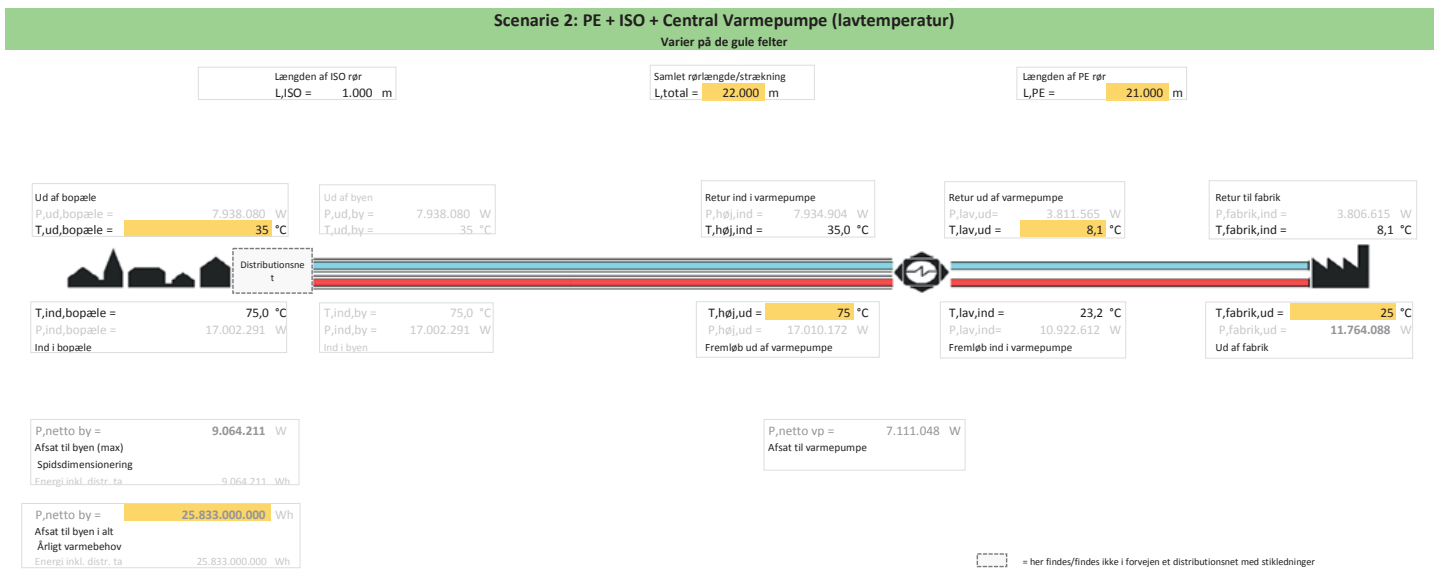 Scenarie 2: PE + ISO + Central Varmepumpe (lavtemperatur)
Varier på de gule felter
Længden af ISO rør
L,ISO = 1.000 m
Samlet rørlængde/strækning
L,total = 22.000 m
Længden af PE rør
L,PE = 21.000 m
Ud af bopæle
P,ud,bopæle = 7.938.080 W
T,ud,bopæle = 35 °C
Ud af byen
P,ud,by = 7.938.080 W
T,ud,by = 35 °C
Retur ind i varmepumpe
P,høj,ind = 7.934.904 W
T,høj,ind = 35,0 °C
Retur ud af varmepumpe
P,lav,ud= 3.811.565 W
T,lav,ud = 8,1 °C
Retur til fabrik
P,fabrik,ind = 3.806.615 W
T,fabrik,ind = 8,1 °C
Distributionsne
t
T,ind,bopæle = 75,0 °C
P,ind,bopæle = 17.002.291 W
Ind i bopæle
T,ind,by = 75,0 °C
P,ind,by = 17.002.291 W
Ind i byen
T,høj,ud = 75 °C
P,høj,ud = 17.010.172 W
Fremløb ud af varmepumpe
T,lav,ind = 23,2 °C
P,lav,ind= 10.922.612 W
Fremløb ind i varmepumpe
T,fabrik,ud = 25 °C
P,fabrik,ud = 11.764.088 W
Ud af fabrik
P,netto by = 9.064.211 W
Afsat til byen (max)
Spidsdimensionering
Energi inkl. distr. ta 9.064.211 Wh
P,netto vp = 7.111.048 W
Afsat til varmepumpe
P,netto by = 25.833.000.000 Wh
Afsat til byen i alt
Årligt varmebehov
Energi inkl. distr. ta 25.833.000.000 Wh
= her findes/findes ikke i forvejen et distributionsnet med stikledninger